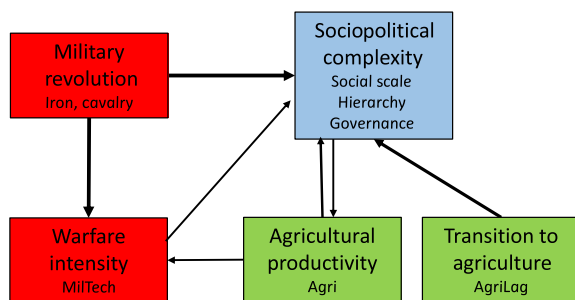 Military
revolution
Iron, cavalry
Sociopolitical
complexity
Social scale
Hierarchy
Governance
Warfare
intensity
MilTech
Agricultural
productivity
Agri
Transition to
agriculture
AgriLag